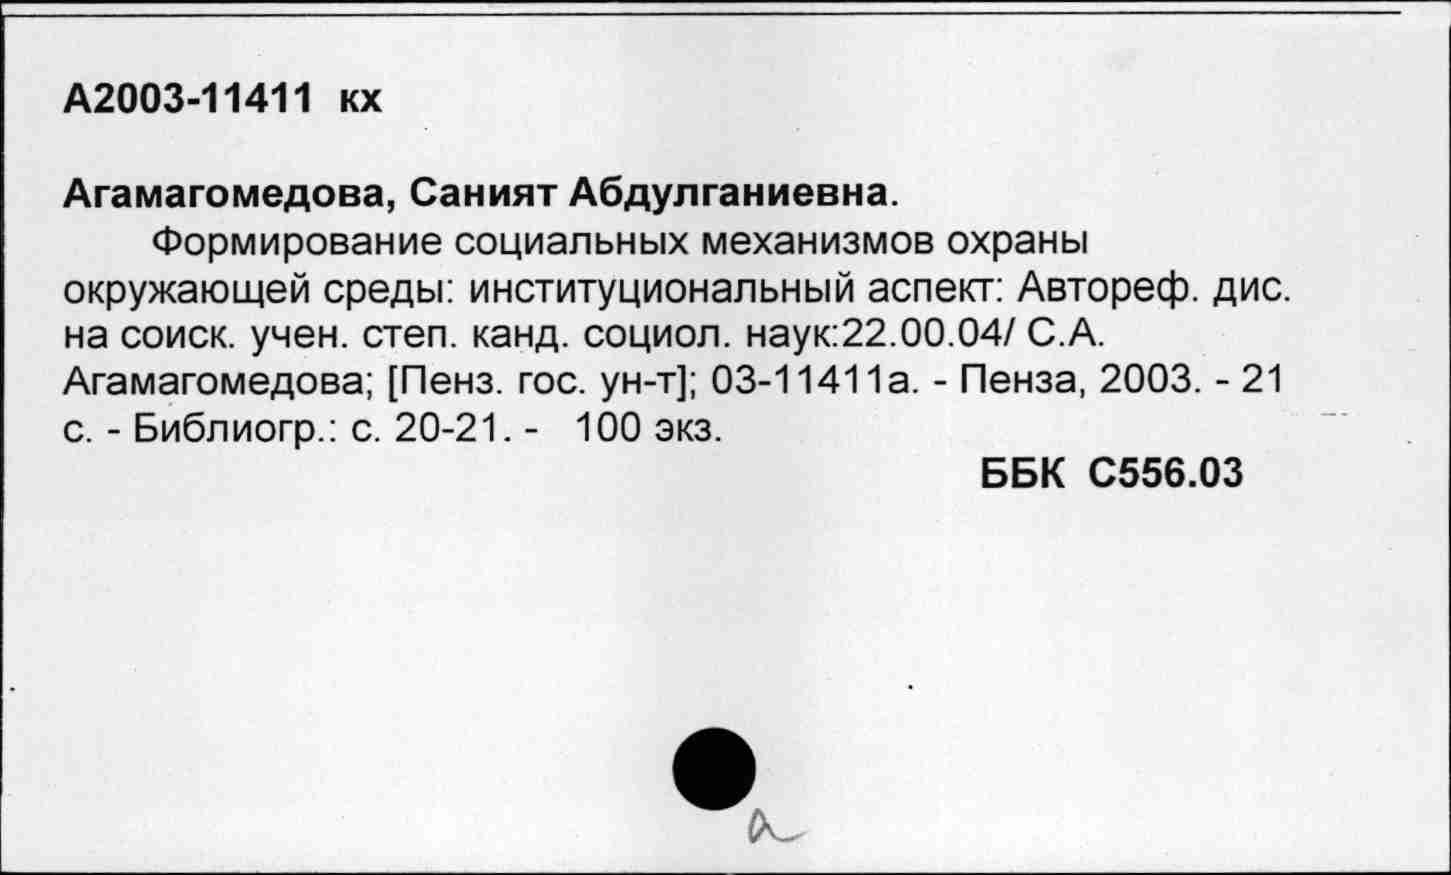 А2003-11411 кх
Агамагомедова, Саният Абдулганиевна.
Формирование социальных механизмов охраны
окружающей среды: институциональный аспект: Автореф. дис.
на соиск. учен. степ. канд. социол. наук:22.00.04/ С.А.
Агамагомедова; [Пенз. гос. ун-т]; 03-11411а. - Пенза, 2003. - 21
с. - Библиогр.: с. 20-21. - 100 экз.
ББК С556.03
а